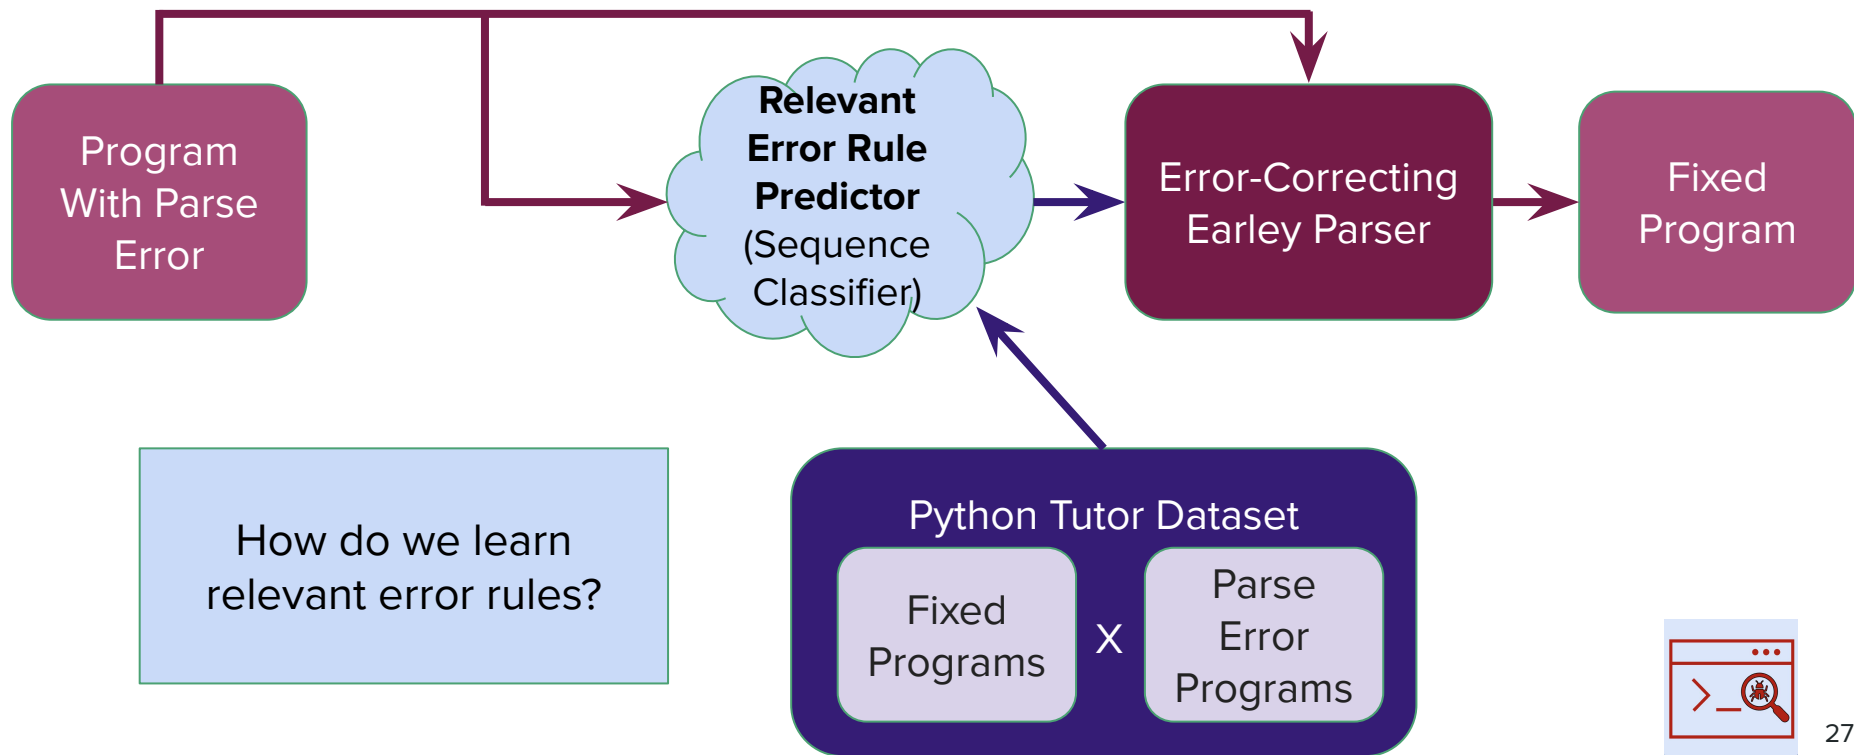 Program
With Parse
Error
Relevant
Error Rule
Predictor
(Sequence
Classifier)
Error-Correcting
Earley Parser
Fixed
Program
How do we learn
relevant error rules?
Python Tutor Dataset
Fixed
Programs
X
Parse
Error
Programs
>_
27